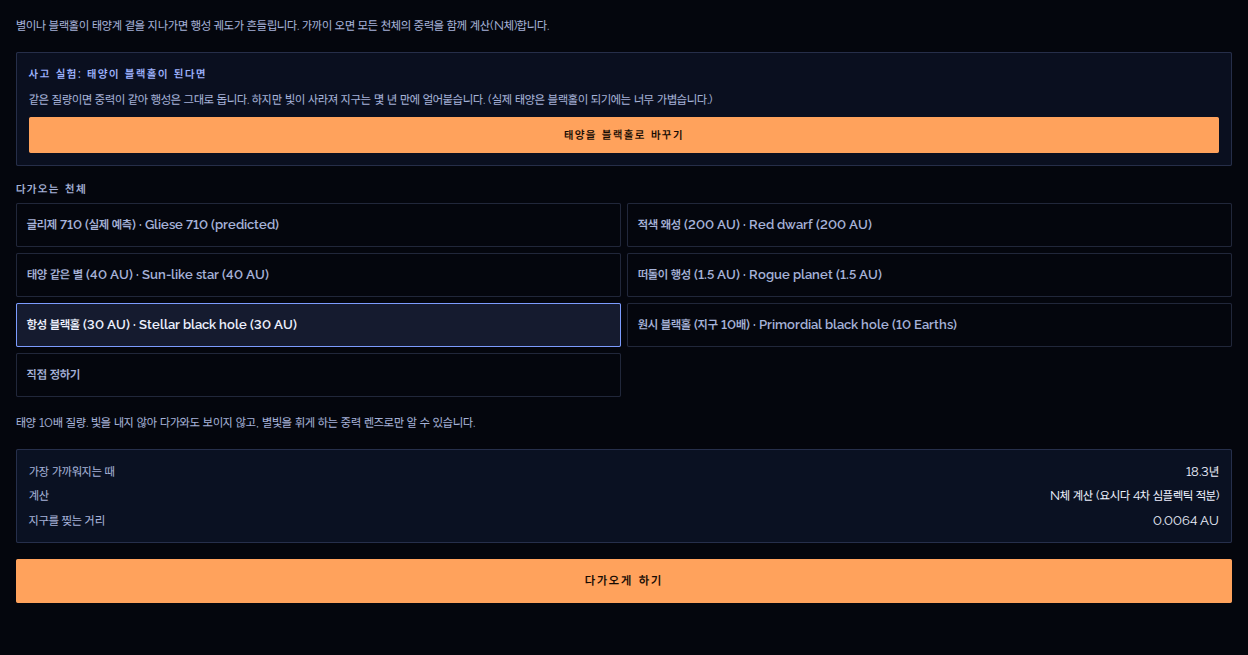 별이나 블랙홀이 태양계 곁을 지나가면 행성 궤도가 흔들립니다. 가까이 오면 모든 천체의 중력을 함께 계산(N체)합니다.
사고 실험: 태양이 블랙홀이 된다면
같은 질량이면 중력이 같아 행성은 그대로 돕니다. 하지만 빛이 사라져 지구는 몇 년 만에 얼어붙습니다. (실제 태양은 블랙홀이 되기에는 너무 가볍습니다.)
태양을 블랙홀로 바꾸기
다가오는 천체
글리제 710 (실제 예측) · Gliese 710 (predicted)
적색 왜성 (200 AU) · Red dwarf (200 AU)
태양 같은 별 (40 AU) · Sun-like star (40 AU)
떠돌이 행성 (1.5 AU) · Rogue planet (1.5 AU)
항성 블랙홀 (30 AU) · Stellar black hole (30 AU)
원시 블랙홀 (지구 10배) · Primordial black hole (10 Earths)
직접 정하기
태양 10배 질량. 빛을 내지 않아 다가와도 보이지 않고, 별빛을 휘게 하는 중력 렌즈로만 알 수 있습니다.
가장 가까워지는 때
18.3년
계산
N체 계산 (요시다 4차 심플렉틱 적분)
지구를 찢는 거리
0.0064 AU
다가오게 하기